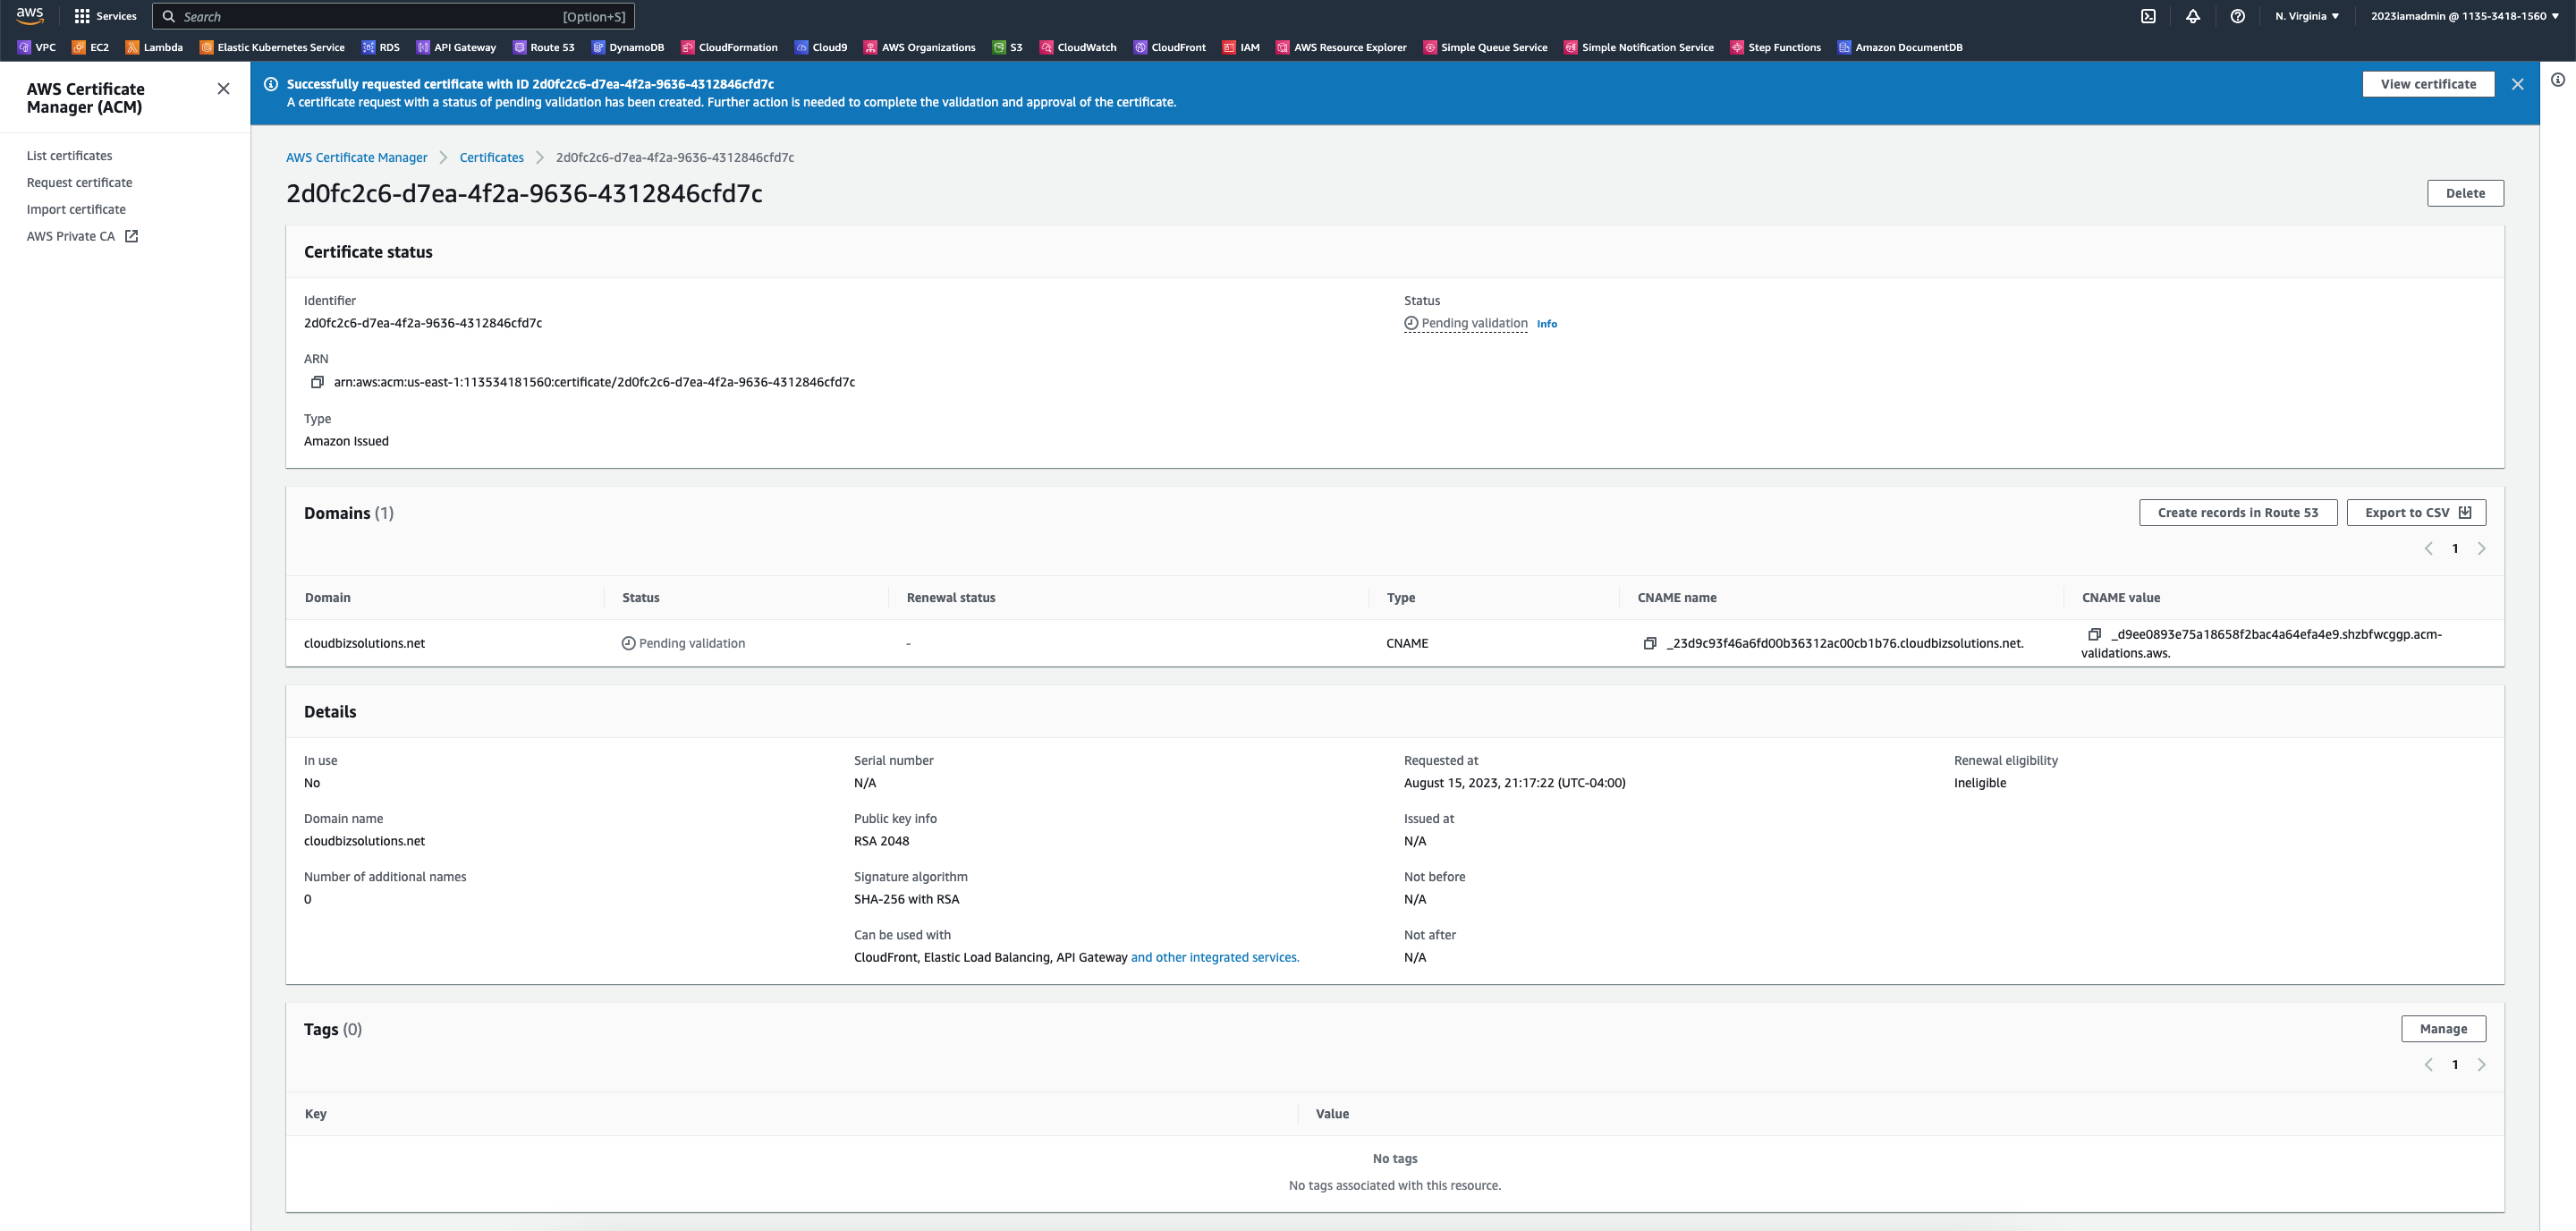 aws
Services
Search
[Option+S]
N. Virginia
2023iamadmin @ 1135-3418-1560
VPC
EC2
Lambda
Elastic Kubernetes Service
RDS
API Gateway
Route 53
DynamoDB
CloudFormation
Cloud9
AWS Organizations
S3
CloudWatch
CloudFront
IAM
AWS Resource Explorer
Simple Queue Service
Simple Notification Service
Step Functions
Amazon DocumentDB
AWS Certificate
Manager (ACM)
List certificates
Request certificate
Import certificate
AWS Private CA
Successfully requested certificate with ID 2d0fc2c6-d7ea-4f2a-9636-4312846cfd7c
A certificate request with a status of pending validation has been created. Further action is needed to complete the validation and approval of the certificate.
View certificate
AWS Certificate Manager
Certificates
2d0fc2c6-d7ea-4f2a-9636-4312846cfd7c
2d0fc2c6-d7ea-4f2a-9636-4312846cfd7c
Delete
Certificate status
Identifier
2d0fc2c6-d7ea-4f2a-9636-4312846cfd7c
Status
Pending validation Info
ARN
arn:aws:acm:us-east-1:113534181560:certificate/2d0fc2c6-d7ea-4f2a-9636-4312846cfd7c
Type
Amazon Issued
Domains (1)
Create records in Route 53
Export to CSV
1
Domain
Status
Renewal status
Type
CNAME name
CNAME value
cloudbizsolutions.net
Pending validation
-
CNAME
_23d9c93f46a6fd00b36312ac00cb1b76.cloudbizsolutions.net.
_d9ee0893e75a18658f2bac4a64efa4e9.shzbfwcggp.acm-
validations.aws.
Details
In use
No
Domain name
cloudbizsolutions.net
Number of additional names
0
Serial number
N/A
Public key info
RSA 2048
Signature algorithm
SHA-256 with RSA
Can be used with
CloudFront, Elastic Load Balancing, API Gateway and other integrated services.
Requested at
August 15, 2023, 21:17:22 (UTC-04:00)
Issued at
N/A
Not before
N/A
Not after
N/A
Renewal eligibility
Ineligible
Tags (0)
Manage
1
Key
Value
No tags
No tags associated with this resource.